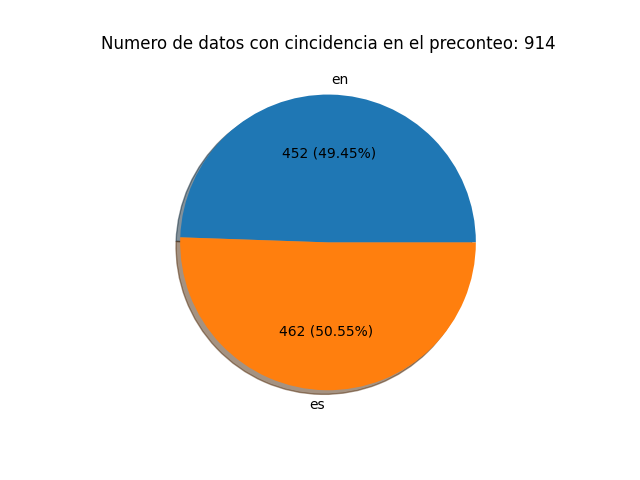 Numero de datos con cincidencia en el preconteo: 914
en
452 (49.45%)
462 (50.55%)
es